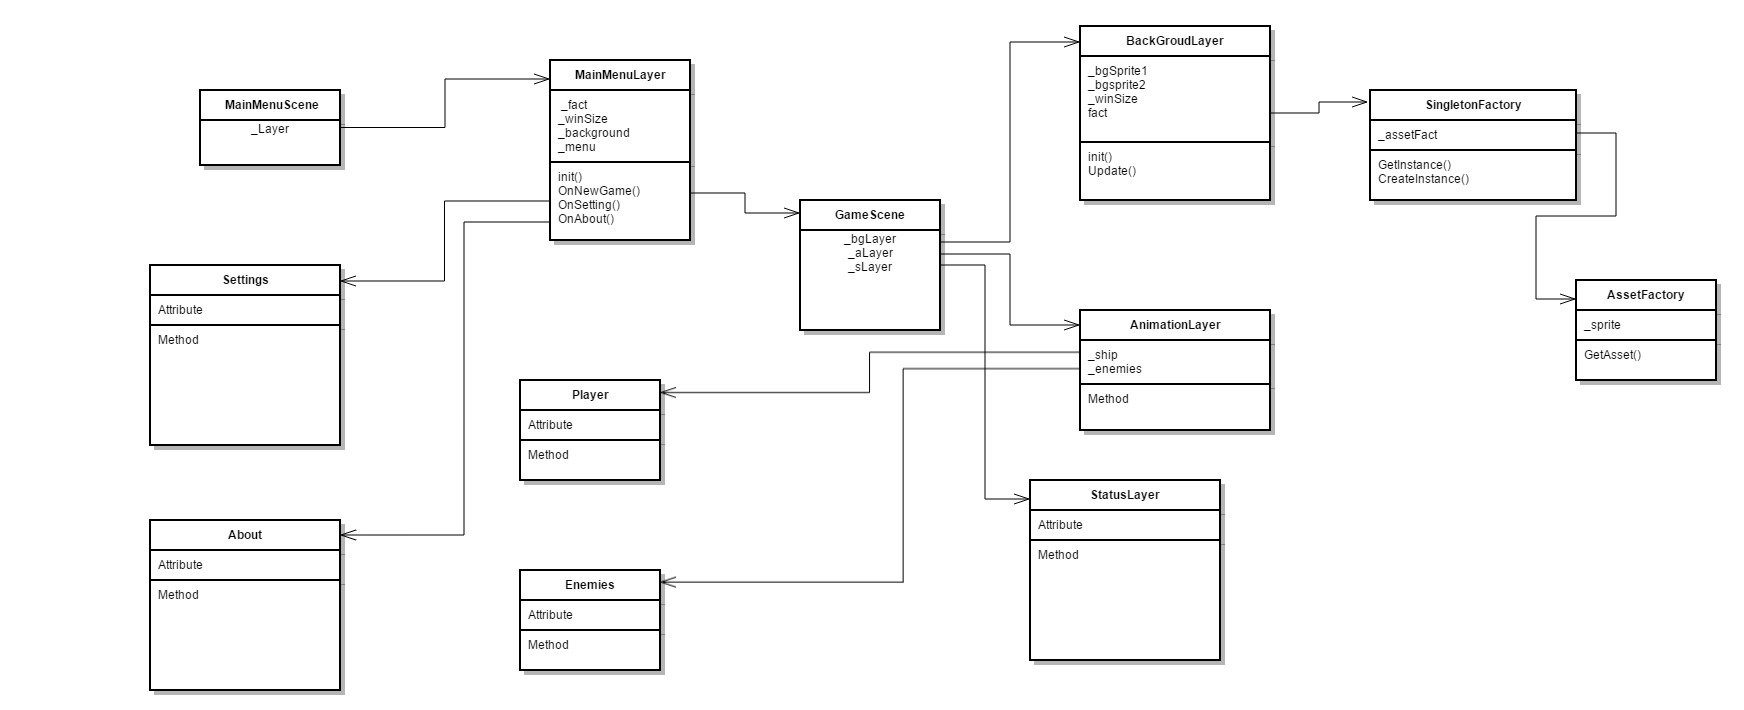 MainMenuScene
_Layer
MainMenuLayer
_fact
_winSize
_background
_menu
init()
OnNewGame()
OnSetting()
OnAbout()
Settings
Attribute
Method
About
Attribute
Method
GameScene
_bgLayer
_aLayer
_sLayer
Player
Attribute
Method
Enemies
Attribute
Method
BackGroudLayer
_bgSprite1
_bgsprite2
_winSize
fact
init()
Update()
AnimationLayer
_ship
_enemies
Method
StatusLayer
Attribute
Method
SingletonFactory
_assetFact
GetInstance()
CreateInstance()
AssetFactory
_sprite
GetAsset()